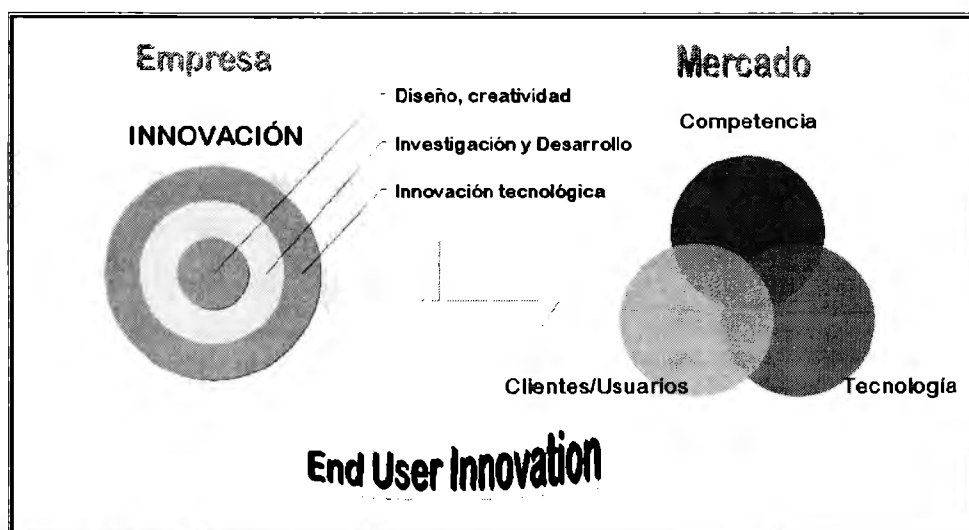 Empresa
Mercado
Diseño, creatividad
Competencia
INNOVACIÓN
Investigación y Desarrollo
Innovación tecnológica
Clientes/Usuarios
Tecnología
End User Innovation